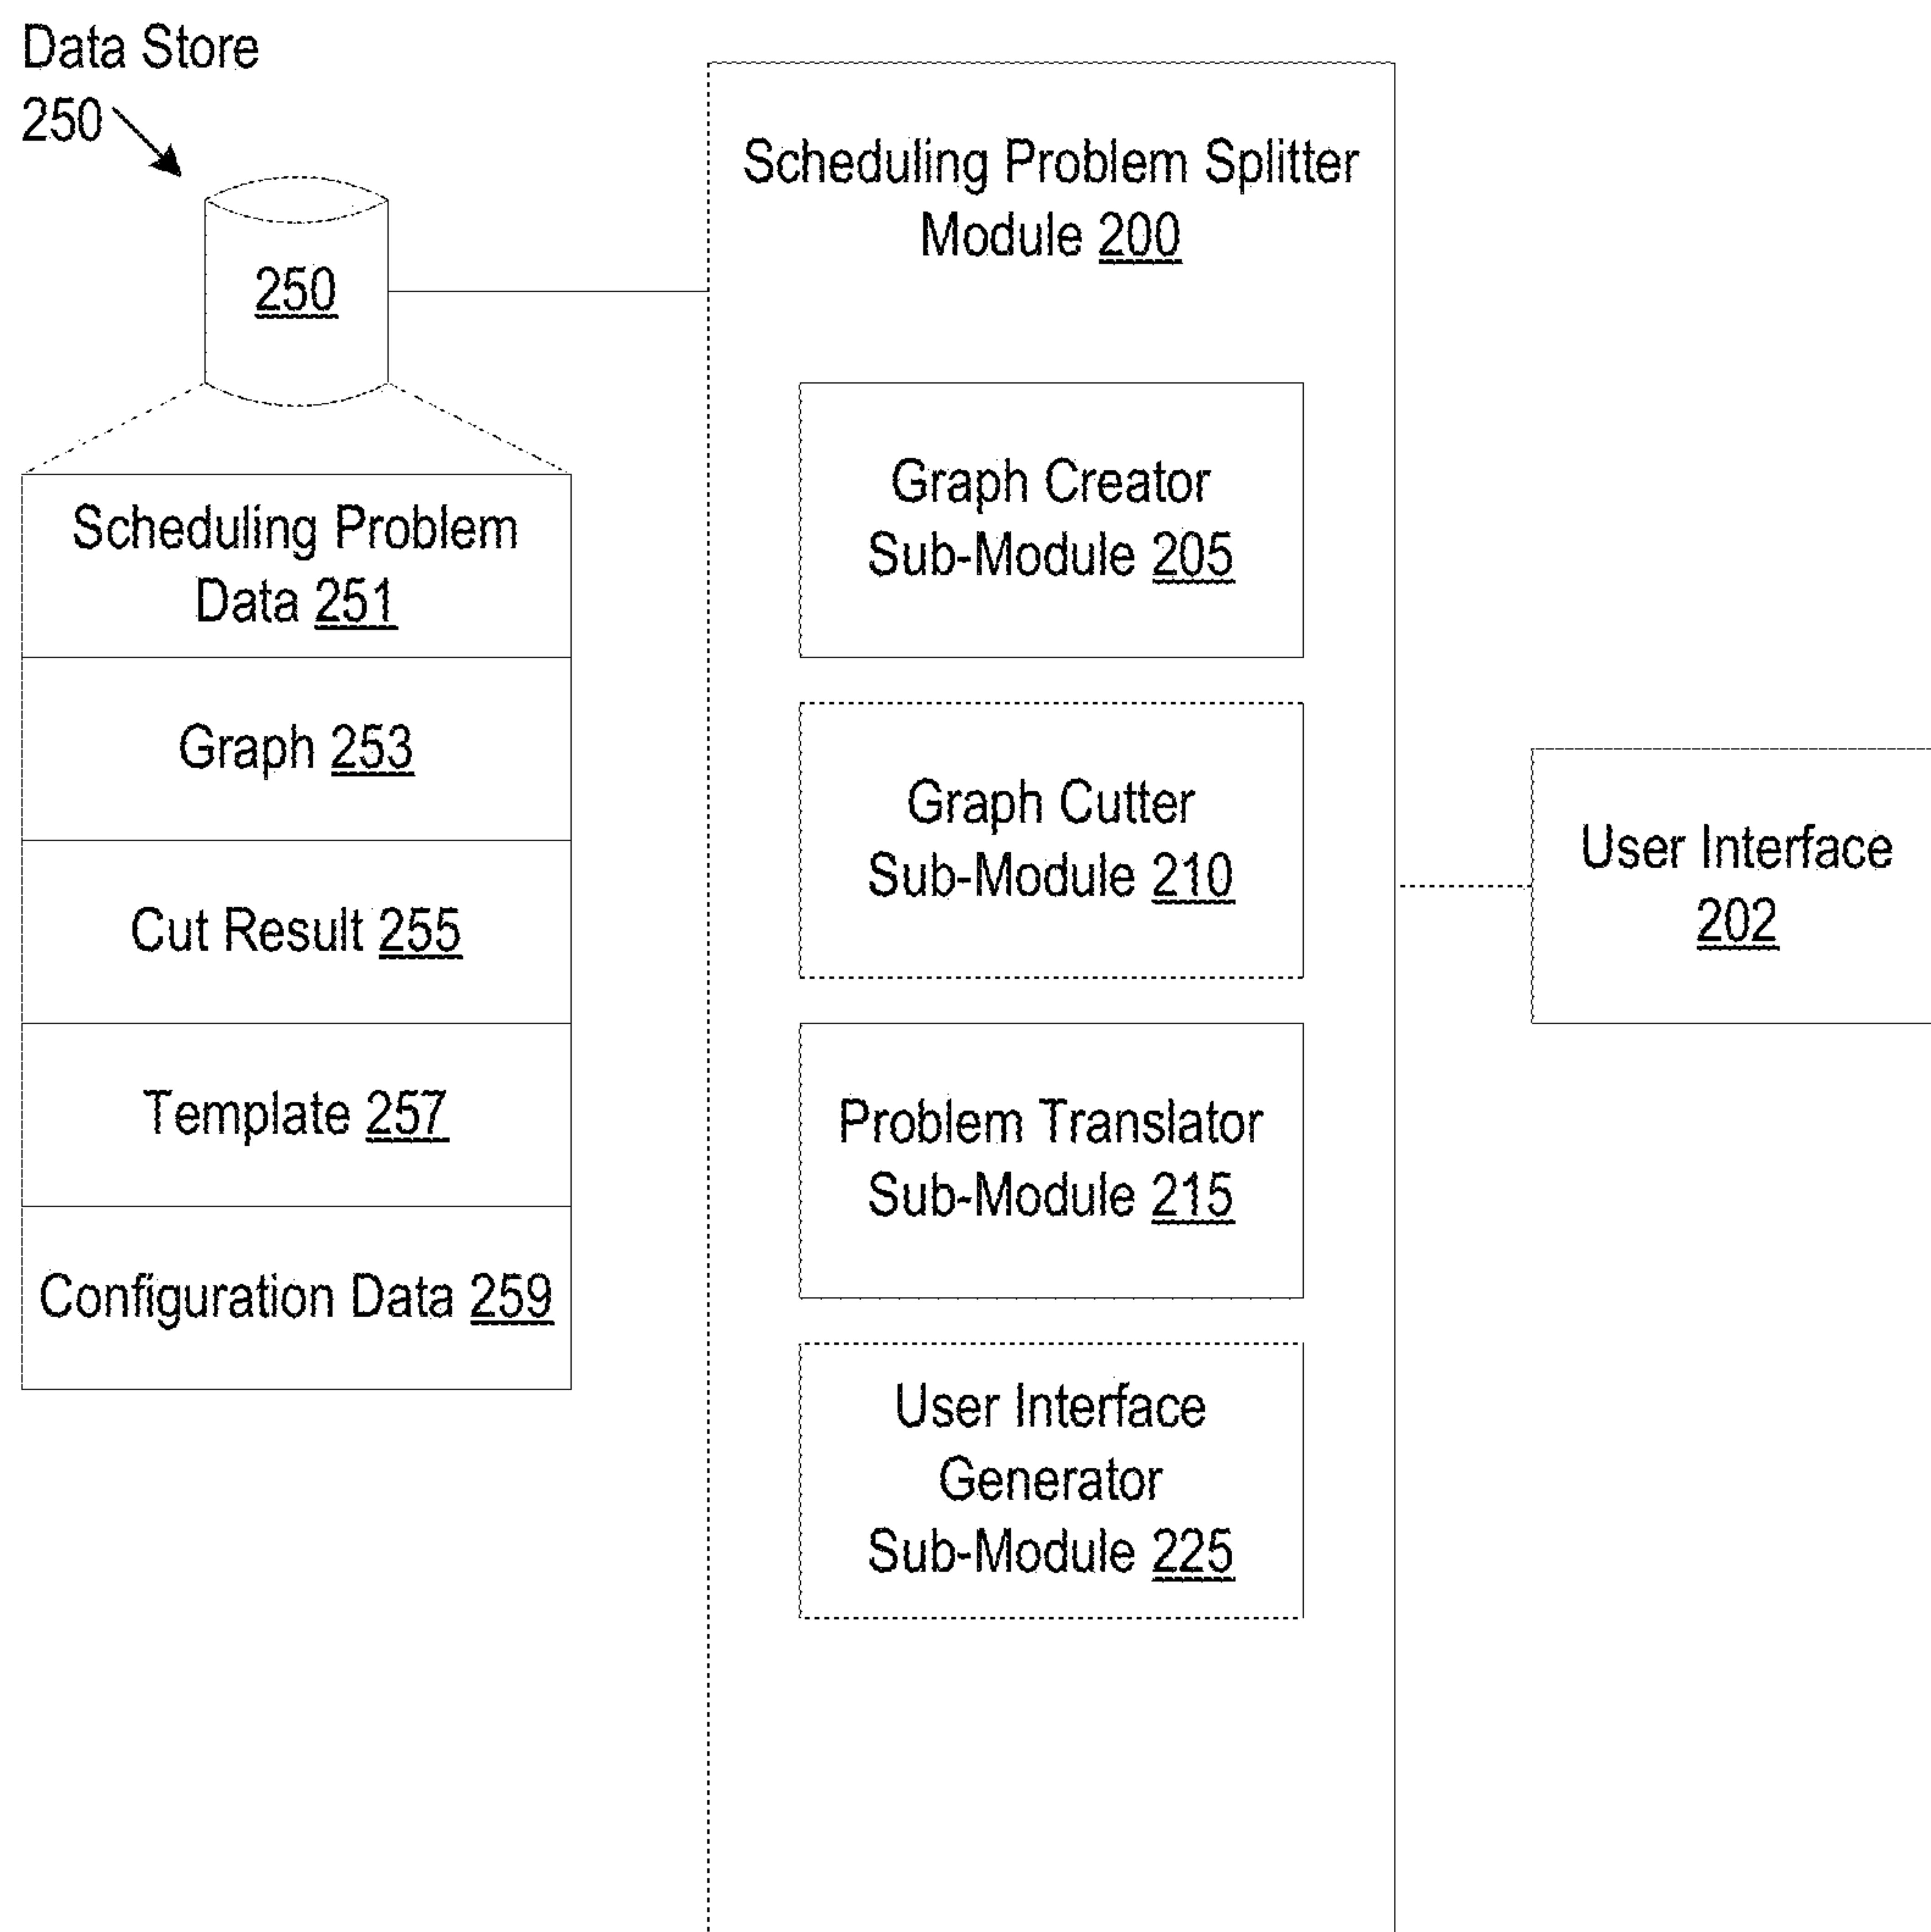 Data Store
250
250
Scheduling Problem
Data 251
Graph 253
Cut Result 255
Template 257
Configuration Data 259
Scheduling Problem Splitter
Module 200
Graph Creator
Sub-Module 205
Graph Cutter
Sub-Module 210
Problem Translator
Sub-Module 215
User Interface
Generator
Sub-Module 225
User Interface
202